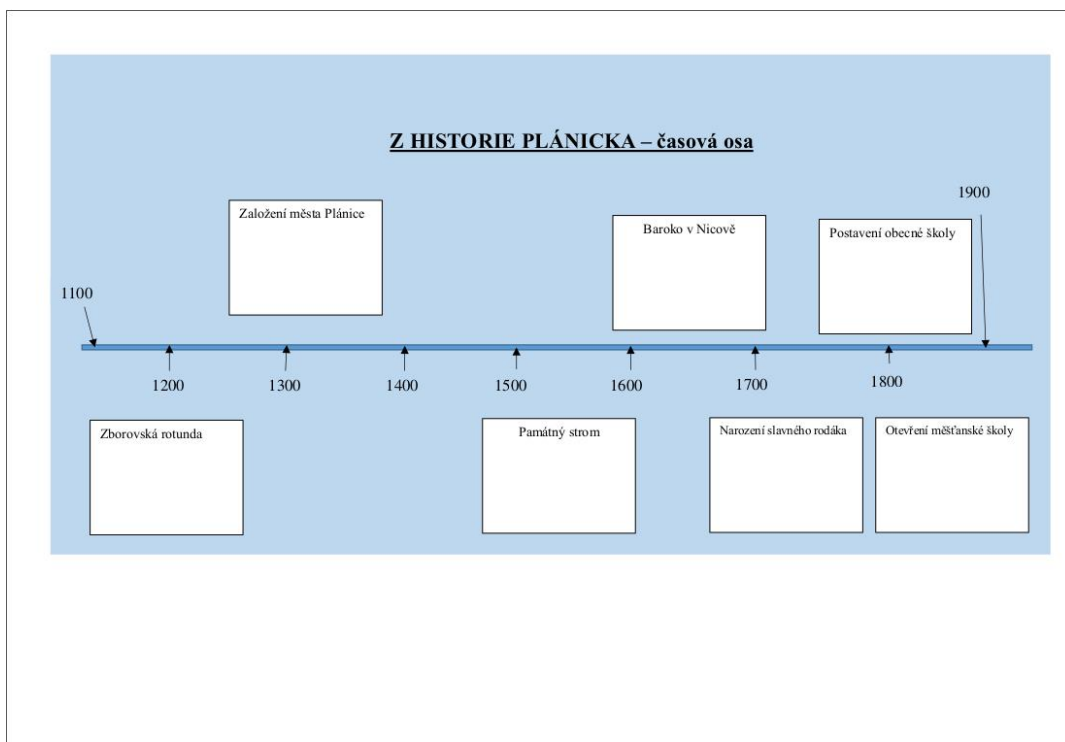 Z HISTORIE PLÁNICKA – časová osa
1900
Založení města Plánice
Baroko v Nicově
Postavení obecné školy
1100
1200
1300
1400
1500
1600
1700
1800
Zborovská rotunda
Památný strom
Narození slavného rodáka
Otevření měšťanské školy